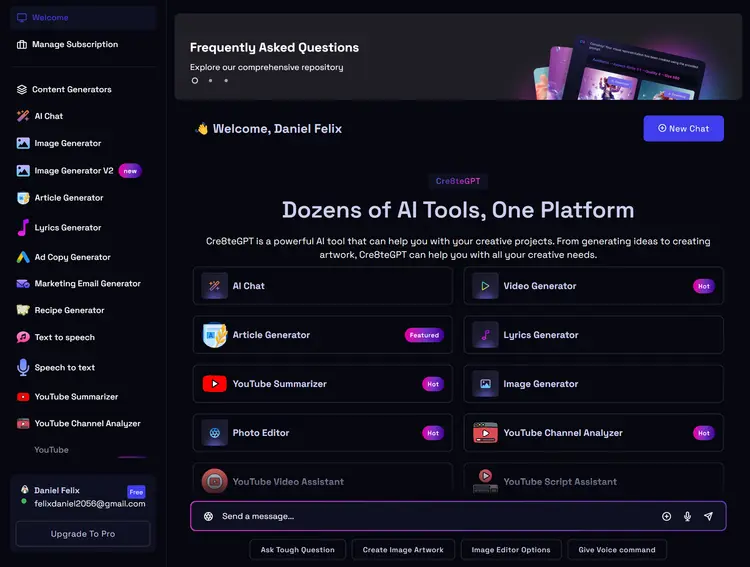 Welcome
Manage Subscription
Content Generators
AI Chat
Image Generator
Image Generator V2 new
Article Generator
Lyrics Generator
Ad Copy Generator
Marketing Email Generator
Recipe Generator
Text to speech
Speech to text
YouTube Summarizer
YouTube Channel Analyzer
YouTube
Daniel Felix Free
felixdaniel2056@gmail.com
Upgrade To Pro
Frequently Asked Questions
Explore our comprehensive repository
👋 Welcome, Daniel Felix
New Chat
Cre8teGPT
Dozens of AI Tools, One Platform
Cre8teGPT is a powerful AI tool that can help you with your creative projects. From generating ideas to creating
artwork, Cre8teGPT can help you with all your creative needs.
AI Chat
Video Generator Hot
Article Generator Featured
Lyrics Generator
YouTube Summarizer Hot
Image Generator
Photo Editor Hot
YouTube Channel Analyzer Hot
YouTube Video Assistant
YouTube Script Assistant
Send a message...
Ask Tough Question
Create Image Artwork
Image Editor Options
Give Voice command